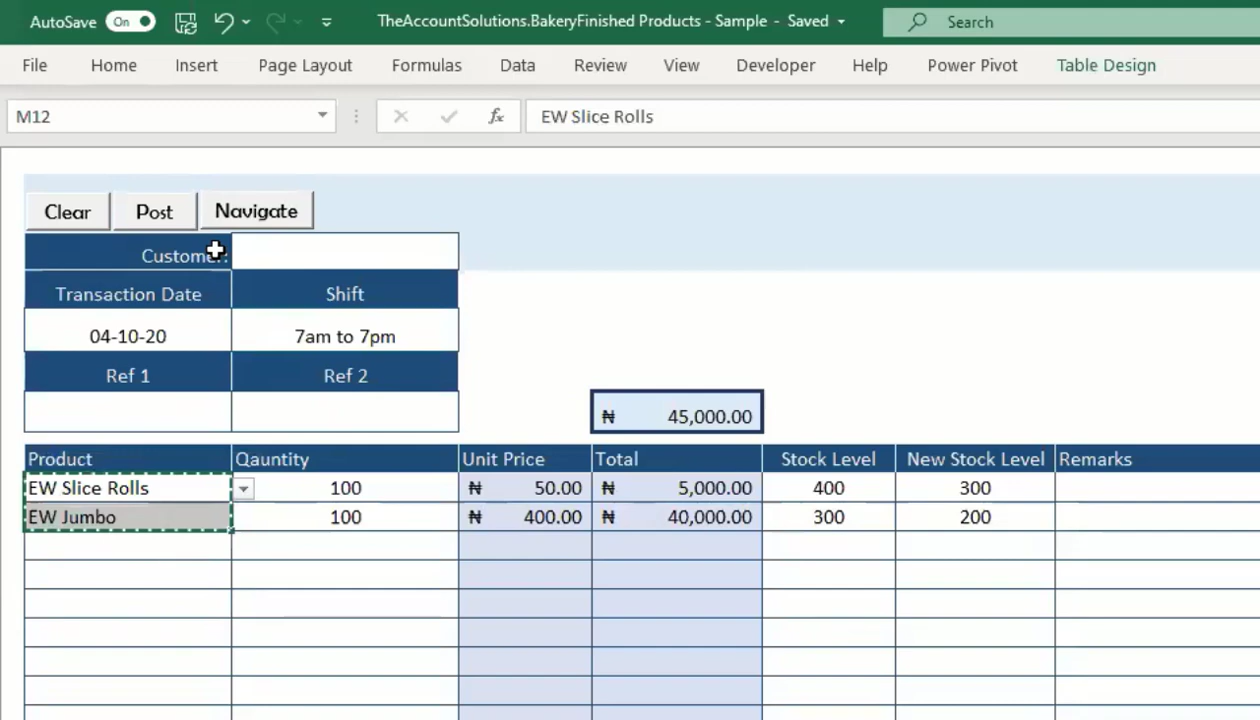 AutoSave On TheAccountSolutions.BakeryFinished Products - Sample - Saved Search
File Home Insert Page Layout Formulas Data Review View Developer Help Power Pivot Table Design
M12 fx EW Slice Rolls
Clear Post Navigate
Customer:
Transaction Date Shift
04-10-20 7am to 7pm
Ref 1 Ref 2
₦ 45,000.00
Product Qauntity Unit Price Total Stock Level New Stock Level Remarks
EW Slice Rolls 100 ₦ 50.00 ₦ 5,000.00 400 300
EW Jumbo 100 ₦ 400.00 ₦ 40,000.00 300 200